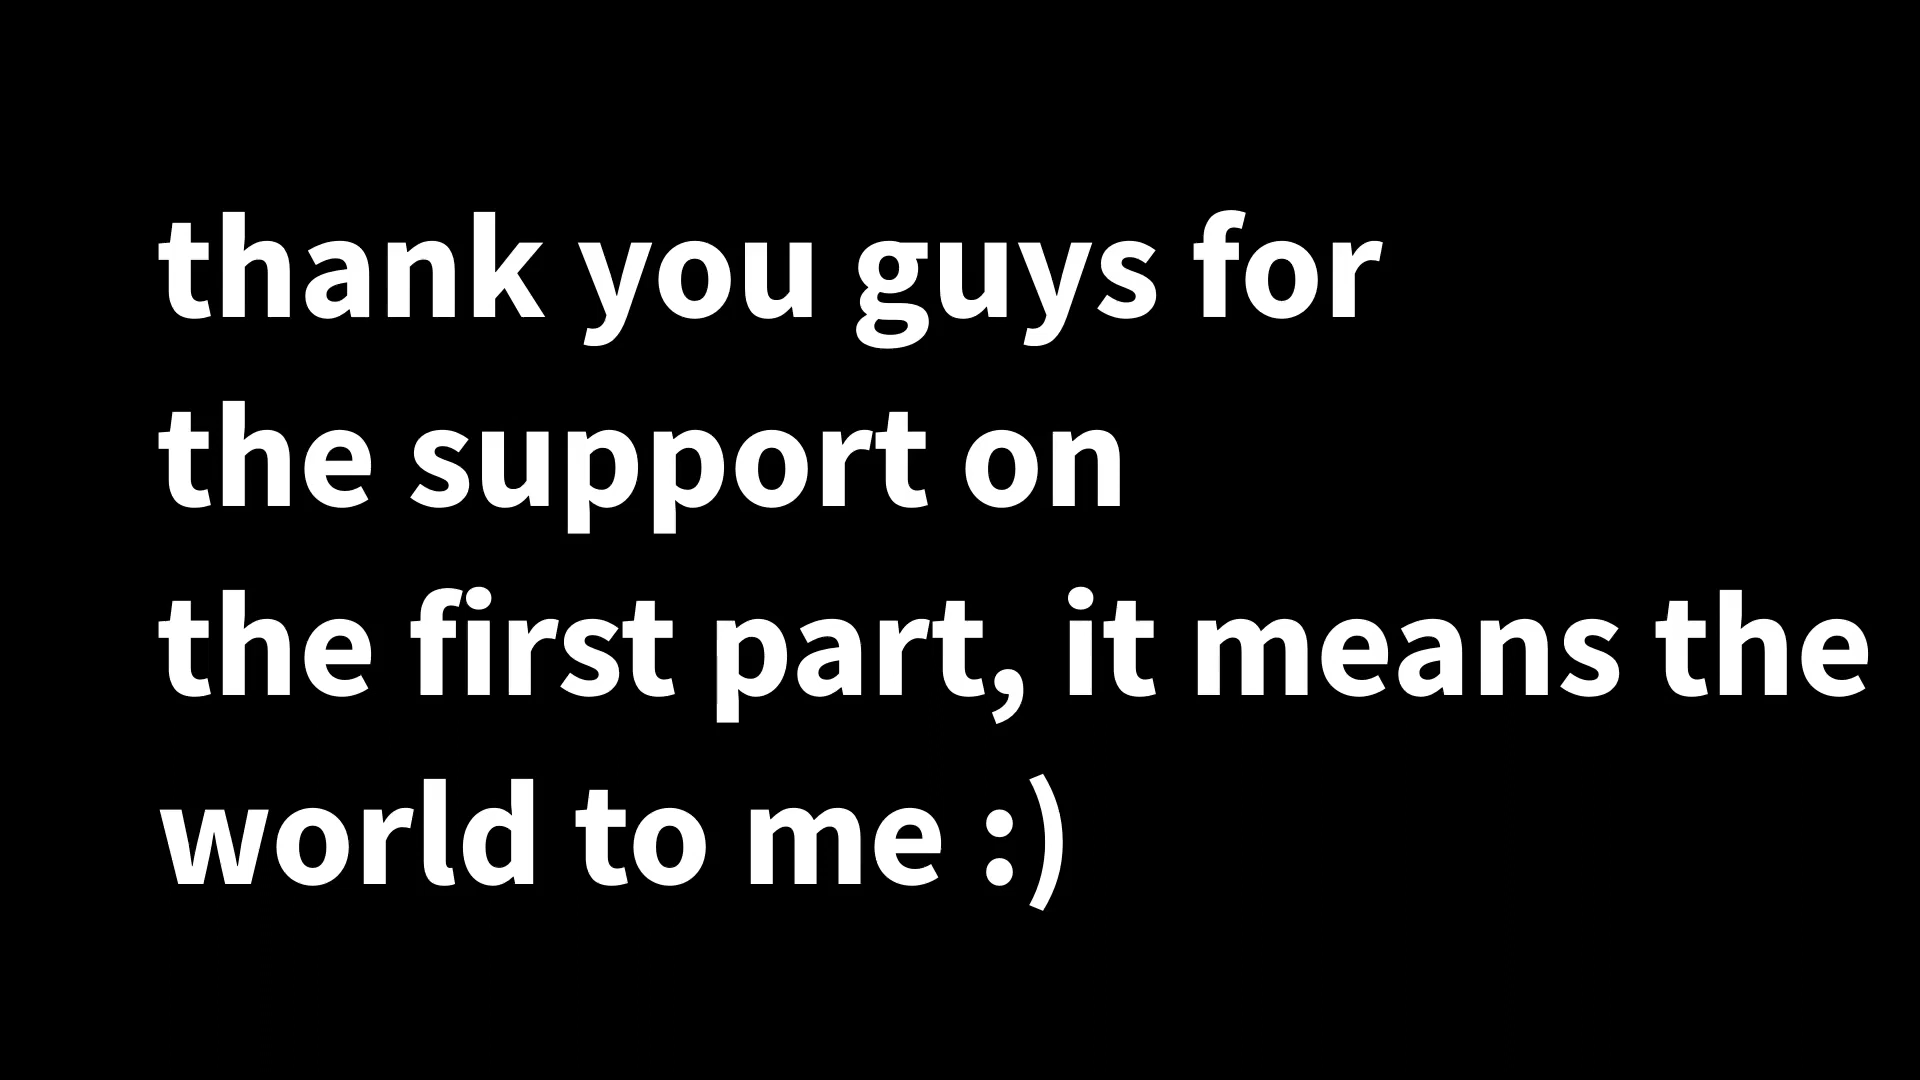 thank you guys for
the support on
the first part, it means the
world to me :)